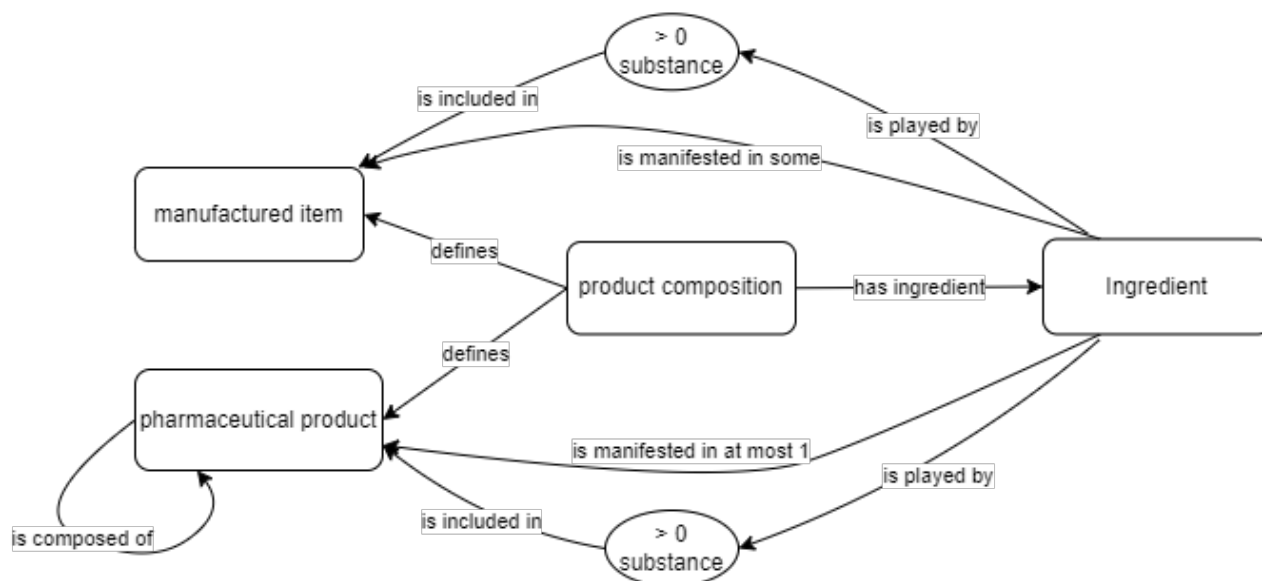 > 0
substance
is included in
is played by
is manifested in some
manufactured item
defines
product composition
has ingredient
Ingredient
defines
pharmaceutical product
is manifested in at most 1
is played by
is included in
> 0
substance
is composed of